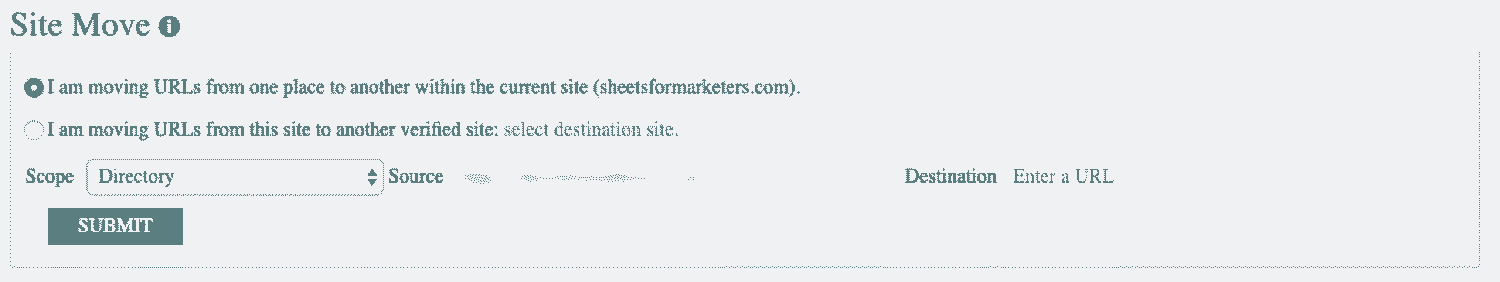 Site Move
I am moving URLs from one place to another within the current site (sheetsformarketers.com).
I am moving URLs from this site to another verified site: select destination site.
Scope Directory Source Destination Enter a URL
SUBMIT